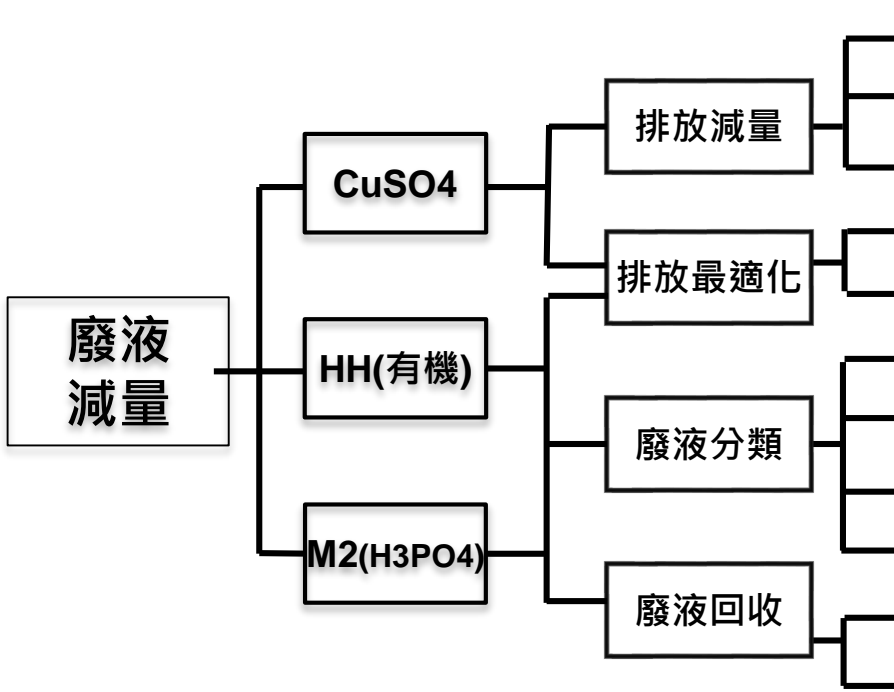 廢液
減量
CuSO4
HH(有機)
M2(H3PO4)
排放減量
排放最適化
廢液分類
廢液回收